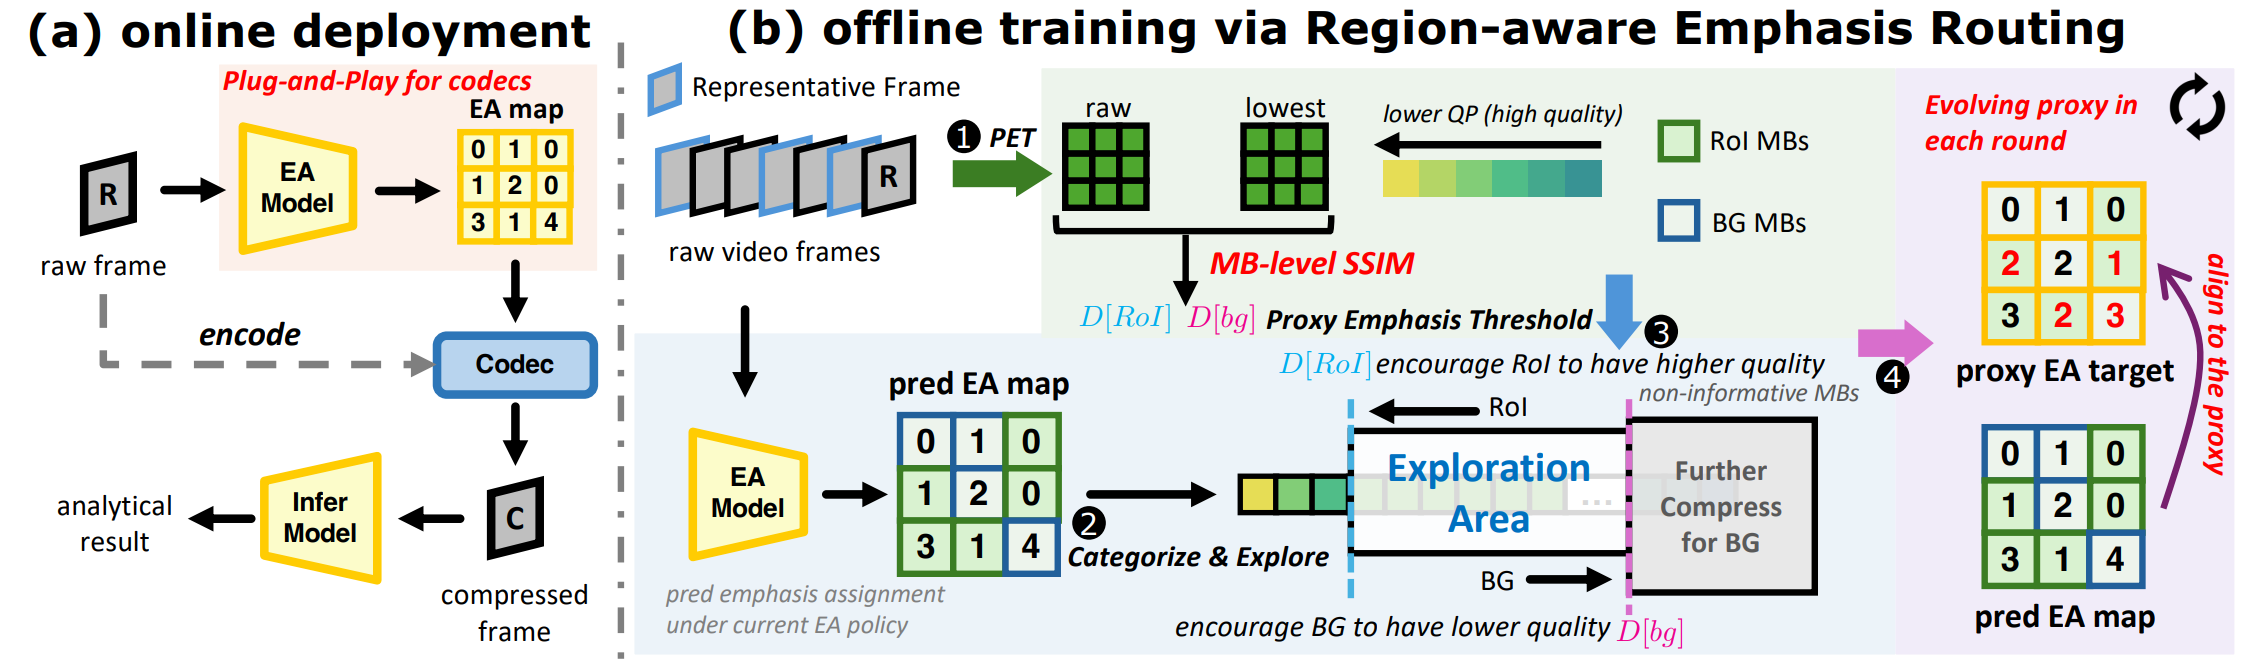 (a) online deployment
Plug-and-Play for codecs
EA map
0 1 0
1 2 0
3 1 4
R
EA
Model
raw frame
encode
Codec
Infer
Model
C
analytical
result
compressed
frame
(b) offline training via Region-aware Emphasis Routing
Representative Frame
R
raw video frames
1 PET
raw
lowest
lower QP (high quality)
RoI MBs
BG MBs
MB-level SSIM
D[RoI] D[bg] Proxy Emphasis Threshold
3
D[RoI] encourage RoI to have higher quality
non-informative MBs
EA
Model
pred EA map
0 1 0
1 2 0
3 1 4
pred emphasis assignment
under current EA policy
2
Categorize & Explore
RoI
Exploration
Area
...
Further
Compress
for BG
BG
encourage BG to have lower quality D[bg]
4
Evolving proxy in
each round
0 1 0
2 2 1
3 2 3
proxy EA target
align to the proxy
0 1 0
1 2 0
3 1 4
pred EA map